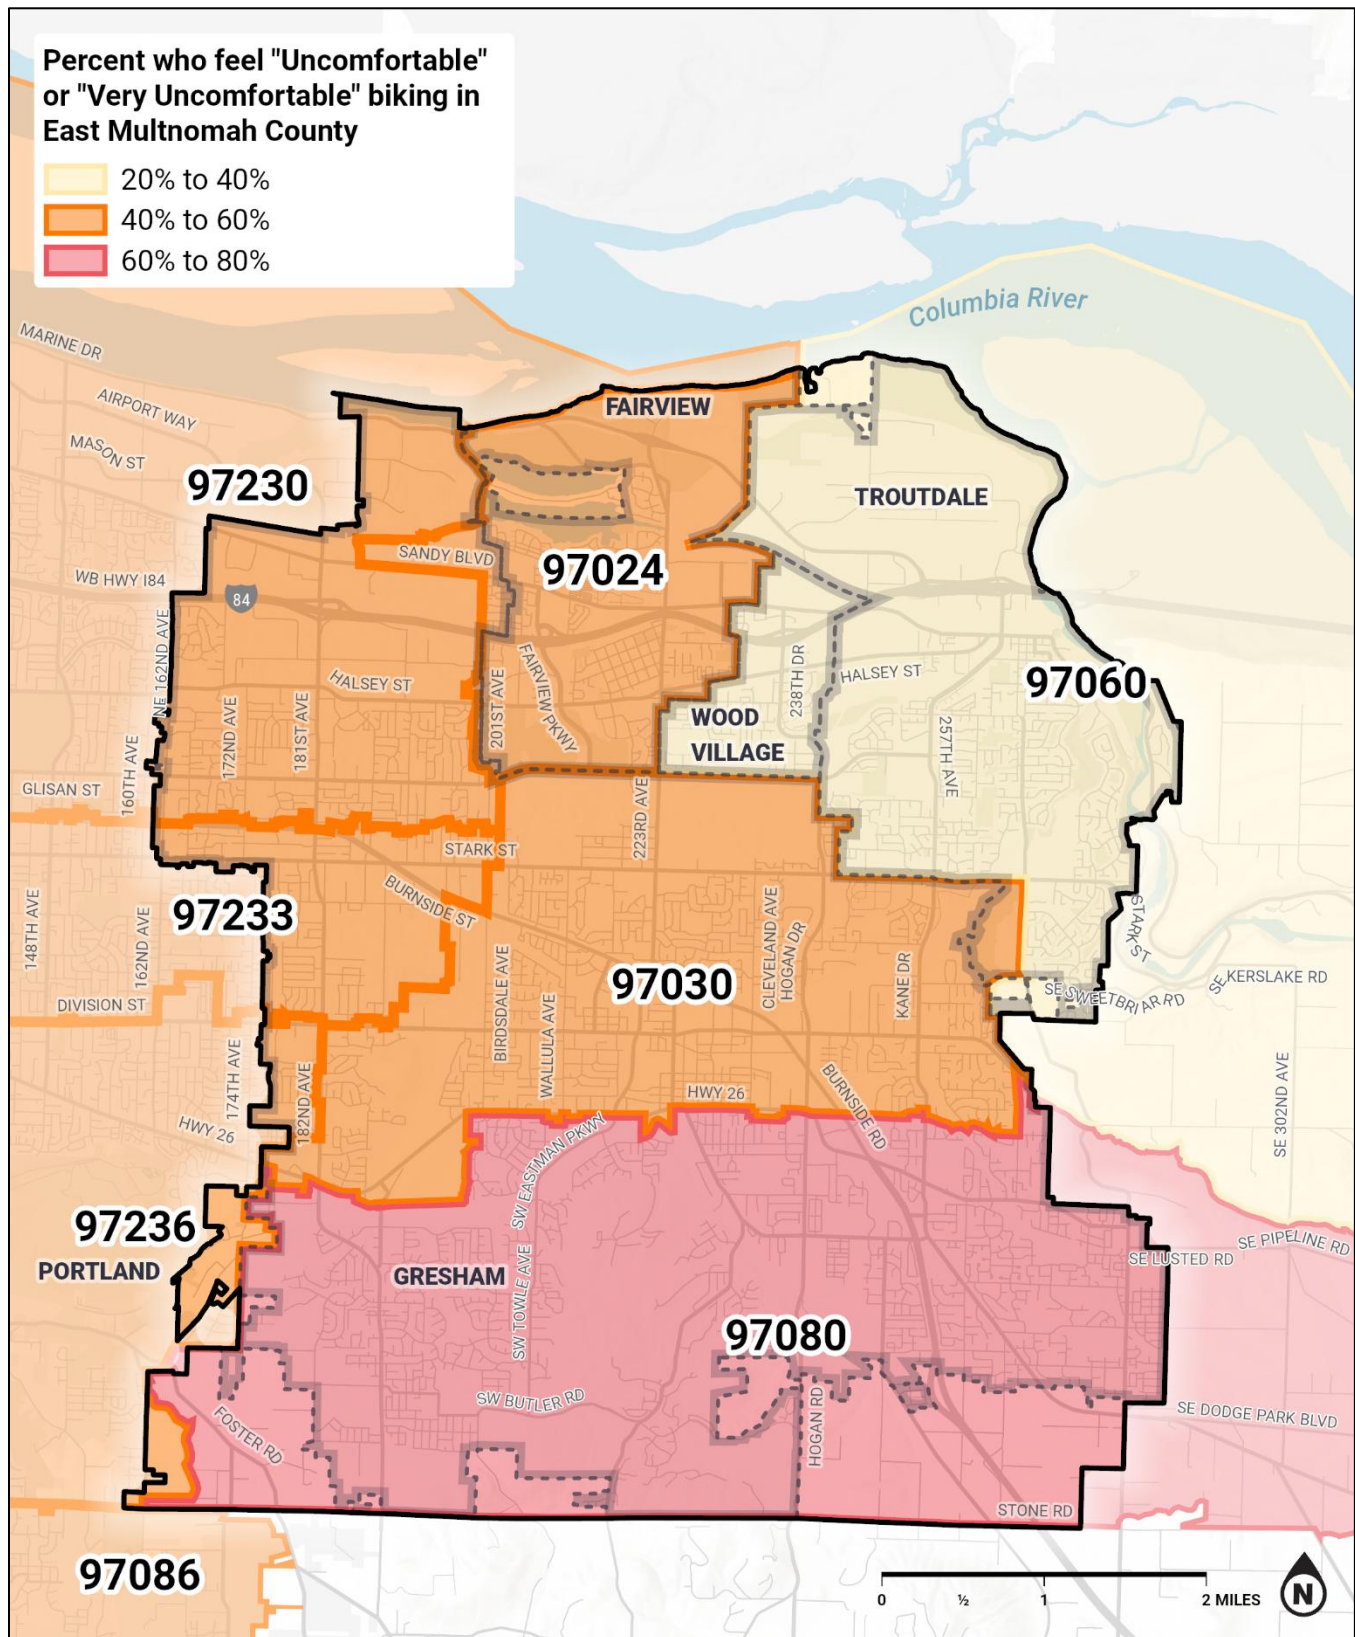 Percent who feel "Uncomfortable"
or "Very Uncomfortable" biking in
East Multnomah County
20% to 40%
40% to 60%
60% to 80%
Columbia River
MARINE DR
AIRPORT WAY
MASON ST
FAIRVIEW
97230
TROUTDALE
SANDY BLVD
97024
WB HWY I84
84
NE 162ND AVE
HALSEY ST
172ND AVE
181ST AVE
201ST AVE
FAIRVIEW PKWY
238TH DR
HALSEY ST
97060
WOOD
VILLAGE
257TH AVE
160TH AVE
GLISAN ST
223RD AVE
STARK ST
BURNSIDE ST
97233
148TH AVE
162ND AVE
CLEVELAND AVE
HOGAN DR
STARK ST
97030
KANE DR
SE SWEETBRIAR RD
SE KERSLAKE RD
DIVISION ST
BIRDSDALE AVE
WALLULA AVE
174TH AVE
182ND AVE
HWY 26
HWY 26
BURNSIDE RD
SE 302ND AVE
SW EASTMAN PKWY
97236
PORTLAND
GRESHAM
SW TOWLE AVE
SE PIPELINE RD
SE LUSTED RD
97080
SW BUTLER RD
HOGAN RD
SE DODGE PARK BLVD
FOSTER RD
STONE RD
97086
0 ½ 1 2 MILES
N